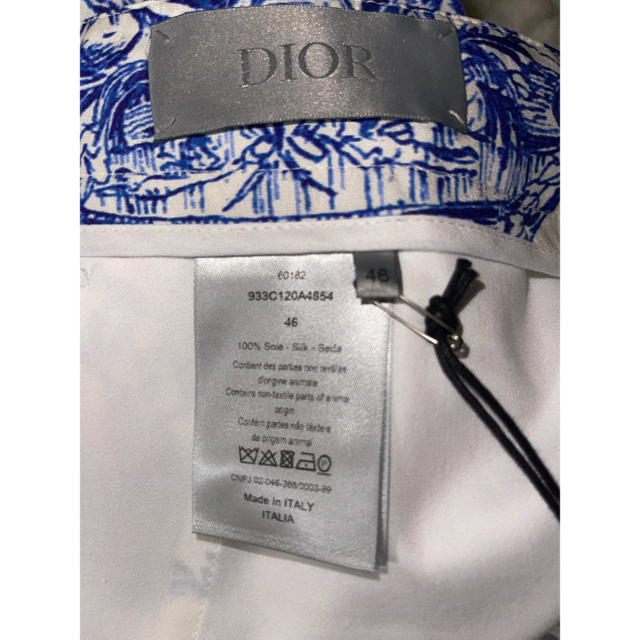 DIOR
60182
46
933C120A4854
46
100% Soie - Silk - Seda
Contient des parties non textiles
d'origine animale
Contains non-textile parts of animal
origin
Contém partes não têxteis
de origem animal
CNPJ 02-046-368/2003-99
Made in ITALY
ITALIA